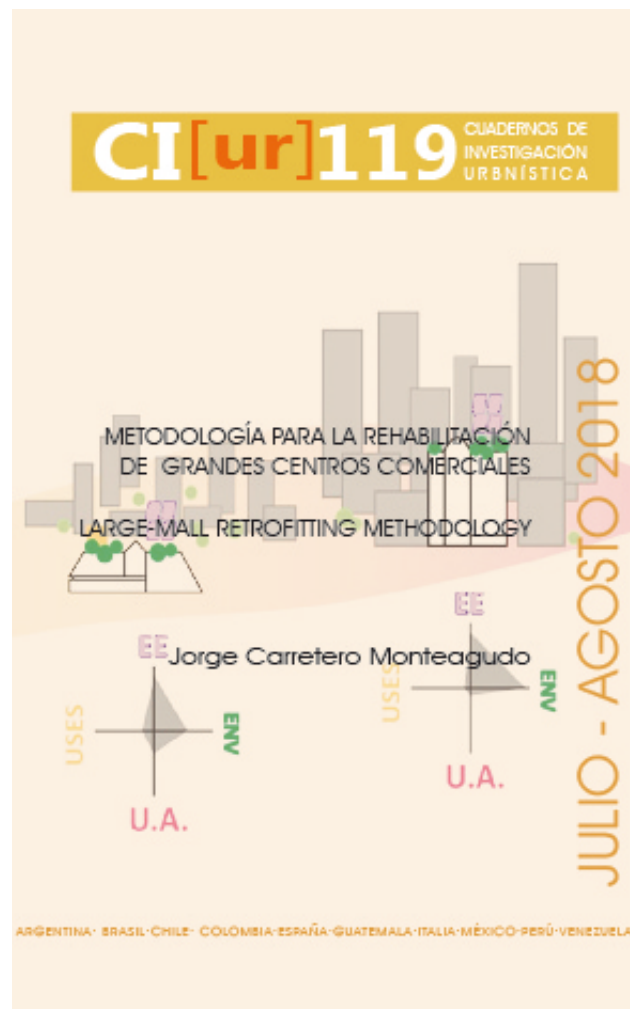 CI[ur]119
CUADERNOS DE
INVESTIGACIÓN
URBNÍSTICA
METODOLOGÍA PARA LA REHABILITACIÓN
DE GRANDES CENTROS COMERCIALES
LARGE-MALL RETROFITTING METHODOLOGY
JULIO - AGOSTO 2018
Jorge Carretero Monteagudo
EE
USES
ENV
U.A.
EE
USES
ENV
U.A.
ARGENTINA· BRASIL·CHILE· COLOMBIA·ESPAÑA·GUATEMALA·ITALIA·MÉXICO·PERÚ·VENEZUELA